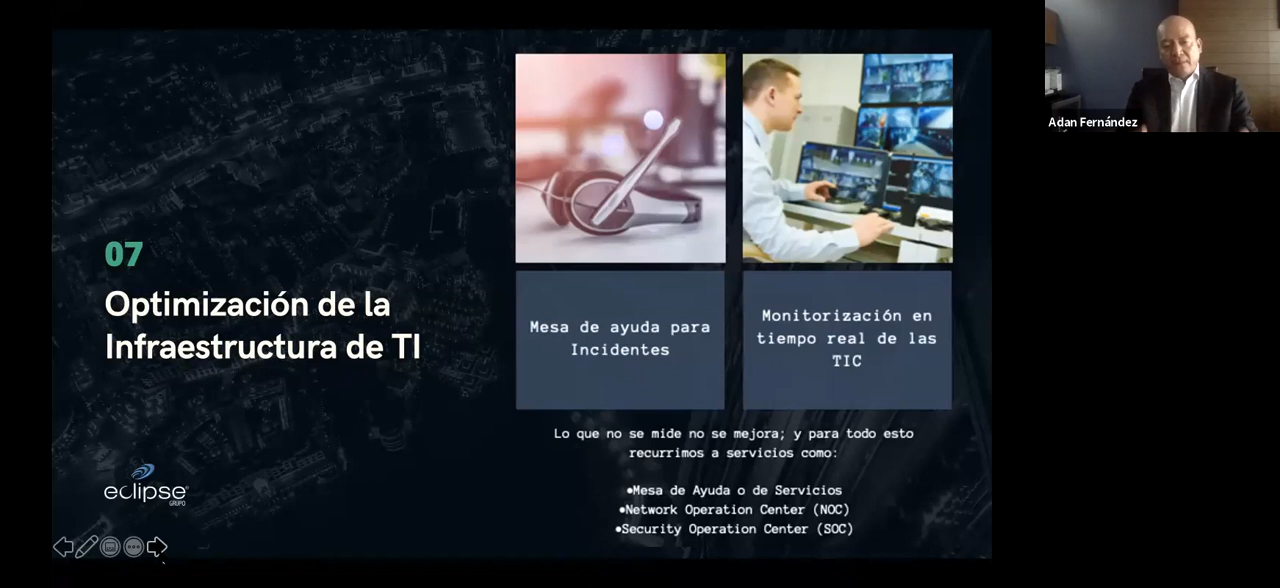 07
Optimización de la
Infraestructura de TI
eclipse
GRUPO
Mesa de ayuda para
Incidentes
Monitorización en
tiempo real de las
TIC
Lo que no se mide no se mejora; y para todo esto
recurrimos a servicios como:
•Mesa de Ayuda o de Servicios
•Network Operation Center (NOC)
•Security Operation Center (SOC)
Adan Fernández